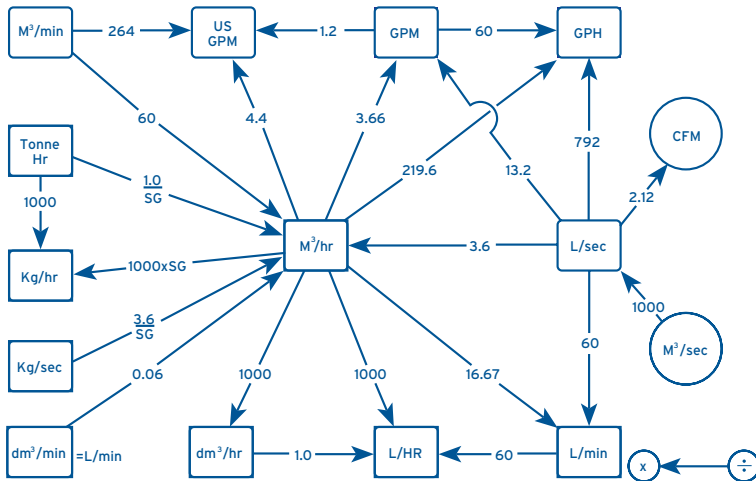 M³/min
264
US
GPM
1.2
GPM
60
GPH
60
4.4
3.66
219.6
13.2
792
CFM
2.12
Tonne
Hr
1.0
SG
1000
M³/hr
3.6
L/sec
Kg/hr
1000xSG
1000
M³/sec
3.6
SG
Kg/sec
0.06
1000
1000
16.67
60
dm³/min
=L/min
dm³/hr
1.0
L/HR
60
L/min
x
÷